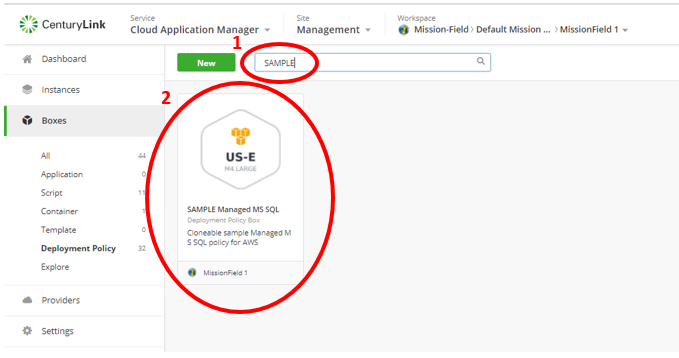 CenturyLink
Service
Cloud Application Manager
Site
Management
Workspace
Mission-Field > Default Mission ... > MissionField 1
1
Dashboard
New
SAMPLE
Instances
2
Boxes
US-E
M4.LARGE
All 44
Application 0
Script 11
Container 1
Template 0
Deployment Policy 32
Explore
SAMPLE Managed MS SQL
Deployment Policy Box
Cloneable sample Managed M
S SQL policy for AWS
MissionField 1
Providers
Settings